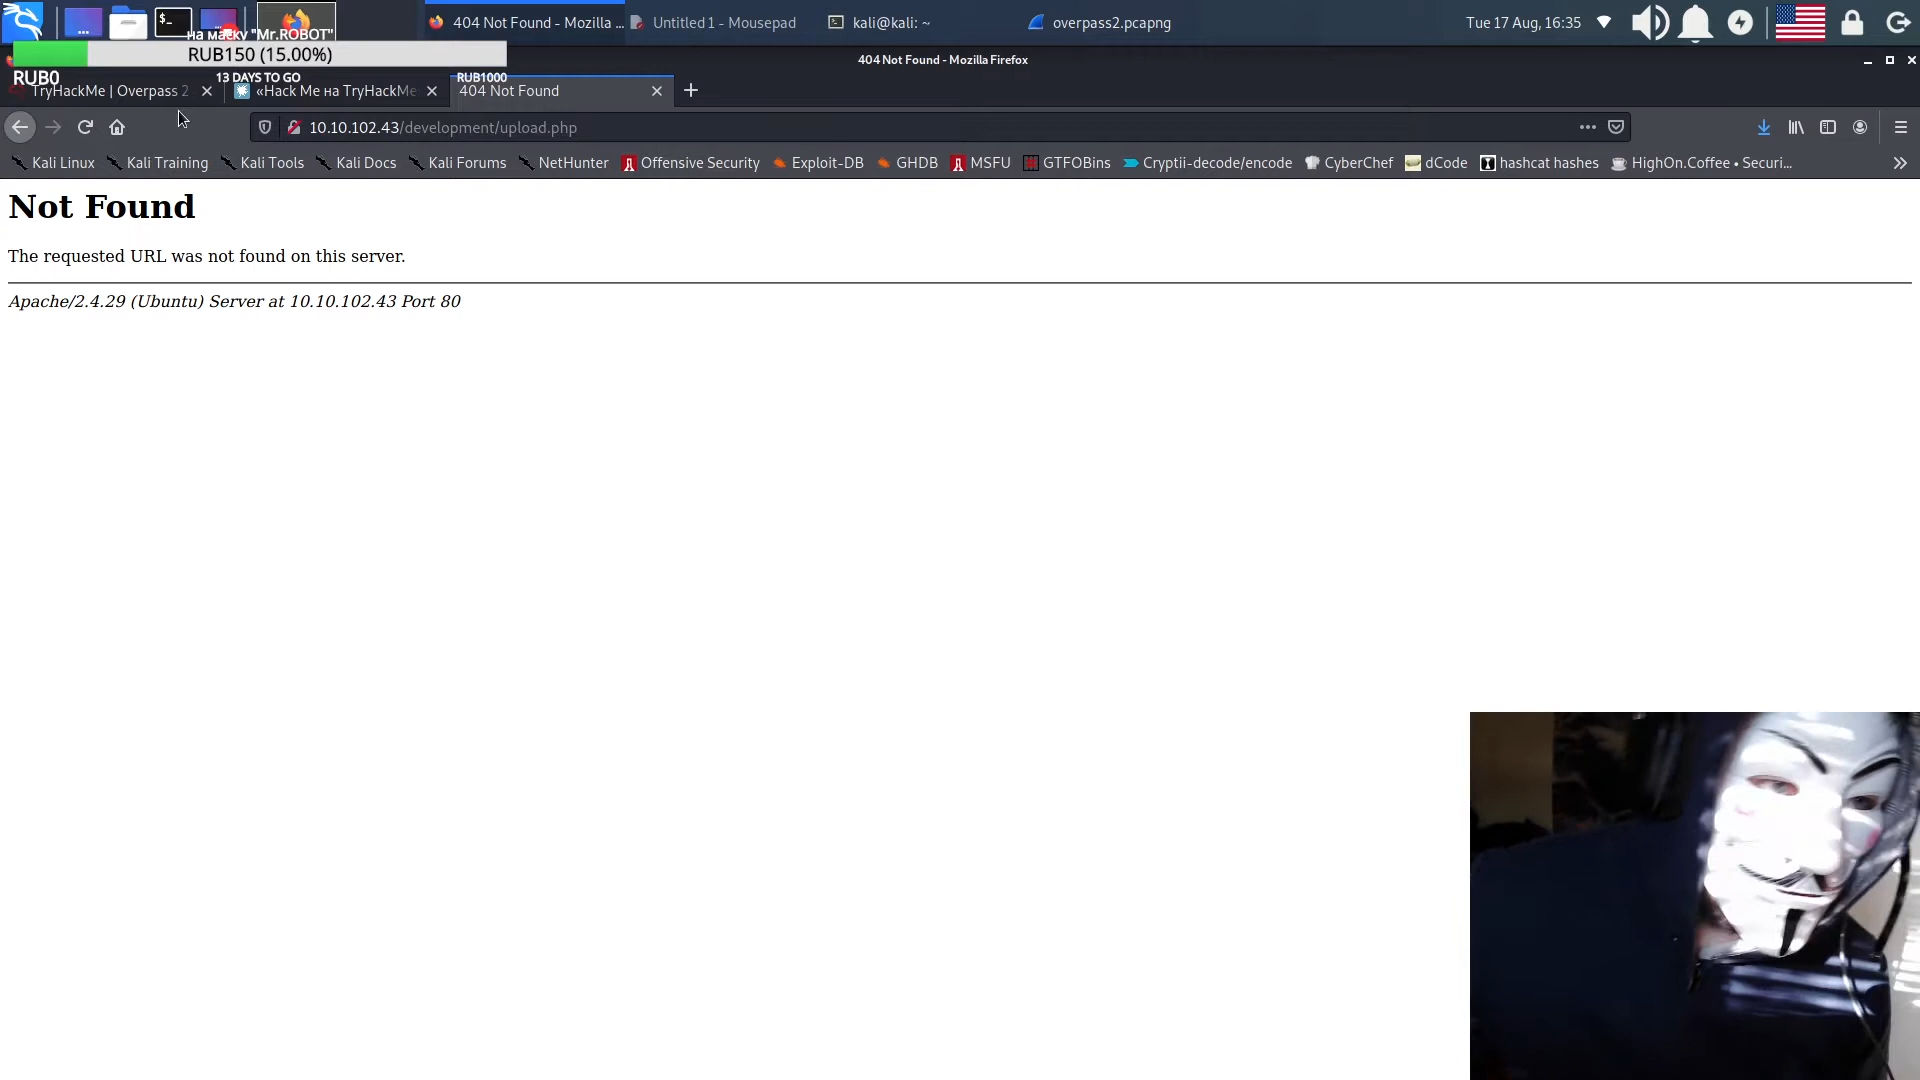 404 Not Found - Mozilla ...
Untitled 1 - Mousepad
kali@kali: ~
overpass2.pcapng
Tue 17 Aug, 16:35
на маску "Mr.ROBOT"
RUB150 (15.00%)
RUB0
13 DAYS TO GO
RUB1000
404 Not Found - Mozilla Firefox
TryHackMe | Overpass 2
«Hack Me на TryHackMe
404 Not Found
10.10.102.43/development/upload.php
Kali Linux
Kali Training
Kali Tools
Kali Docs
Kali Forums
NetHunter
Offensive Security
Exploit-DB
GHDB
MSFU
GTFOBins
Cryptii-decode/encode
CyberChef
dCode
hashcat hashes
HighOn.Coffee • Securi...
Not Found
The requested URL was not found on this server.
Apache/2.4.29 (Ubuntu) Server at 10.10.102.43 Port 80